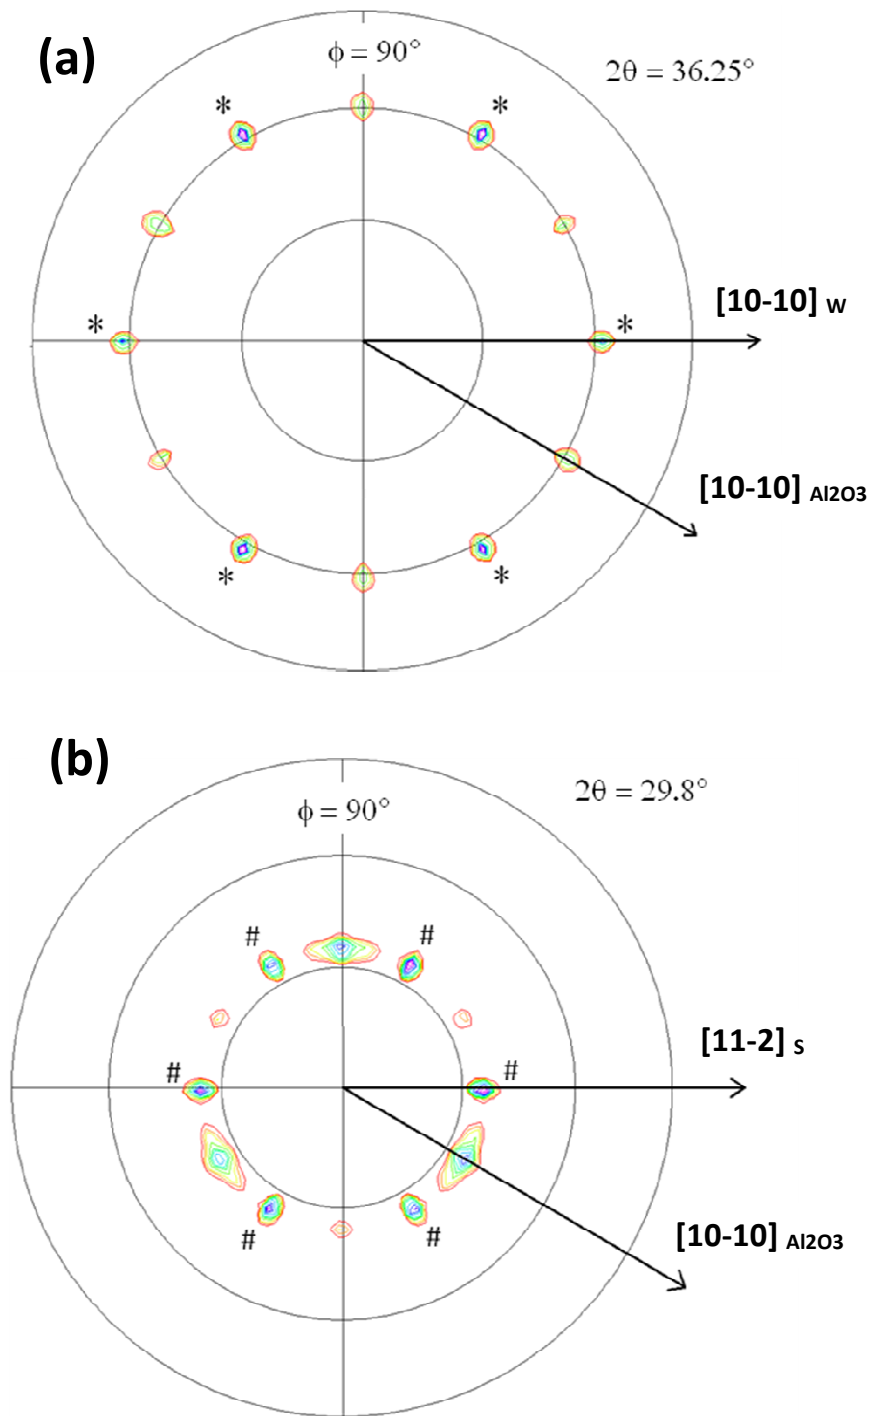 (a)
ϕ = 90°
2θ = 36.25°
* *
[10-10] W
* *
[10-10] Al2O3
* *
(b)
2θ = 29.8°
ϕ = 90°
# #
[11-2] S
# #
[10-10] Al2O3
# #